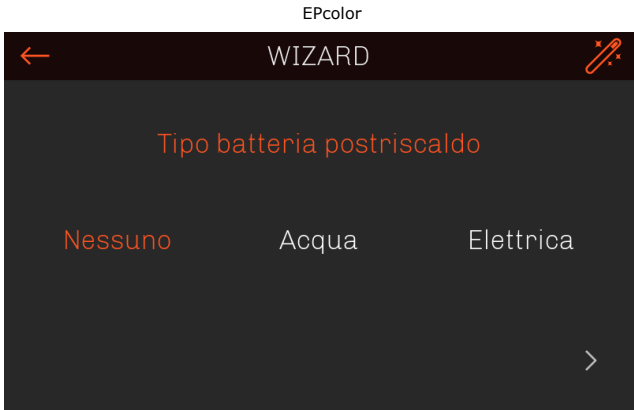 EPcolor
WIZARD
Tipo batteria postriscaldo
Nessuno Acqua Elettrica